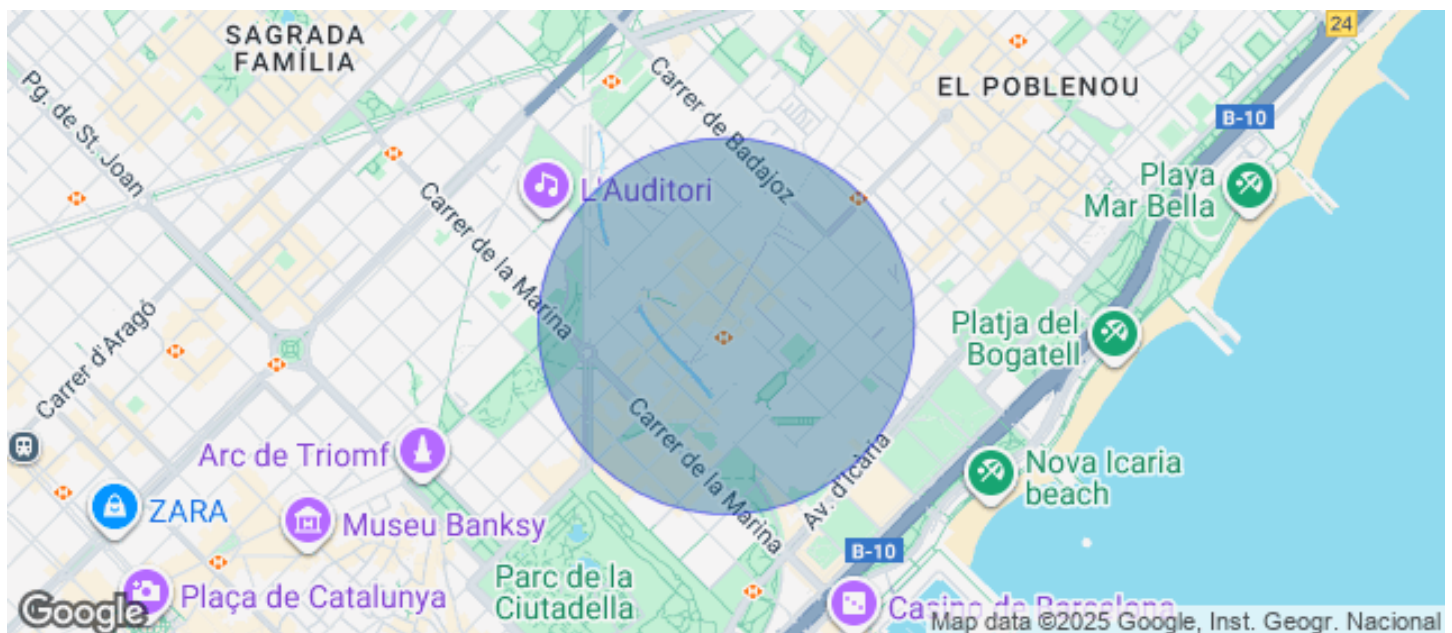 SAGRADA
FAMÍLIA
24
Pg. de St. Joan
Carrer de Badajoz
EL POBLENOU
B-10
Playa
Mar Bella
L'Auditori
Carrer de la Marina
Carrer d'Aragó
Platja del
Bogatell
Arc de Triomf
Carrer de la Marina
Av. d'Icària
Nova Icaria
beach
ZARA
Museu Banksy
B-10
Parc de la
Ciutadella
Plaça de Catalunya
Casino de Barcelona
Google
Map data ©2025 Google, Inst. Geogr. Nacional